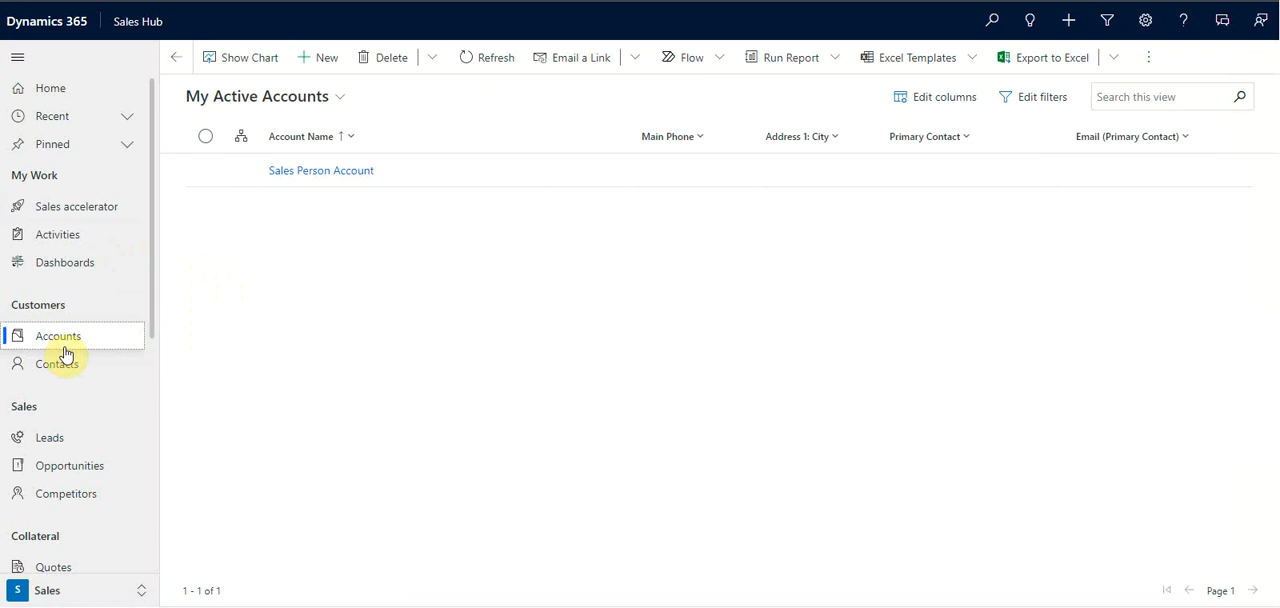 Dynamics 365 Sales Hub
Show Chart New Delete Refresh Email a Link Flow Run Report Excel Templates Export to Excel
Home
Recent
Pinned
My Work
Sales accelerator
Activities
Dashboards
Customers
Accounts
Contacts
Sales
Leads
Opportunities
Competitors
Collateral
Quotes
S Sales
My Active Accounts Edit columns Edit filters Search this view
Account Name ↑ Main Phone Address 1: City Primary Contact Email (Primary Contact)
Sales Person Account
1 - 1 of 1 Page 1